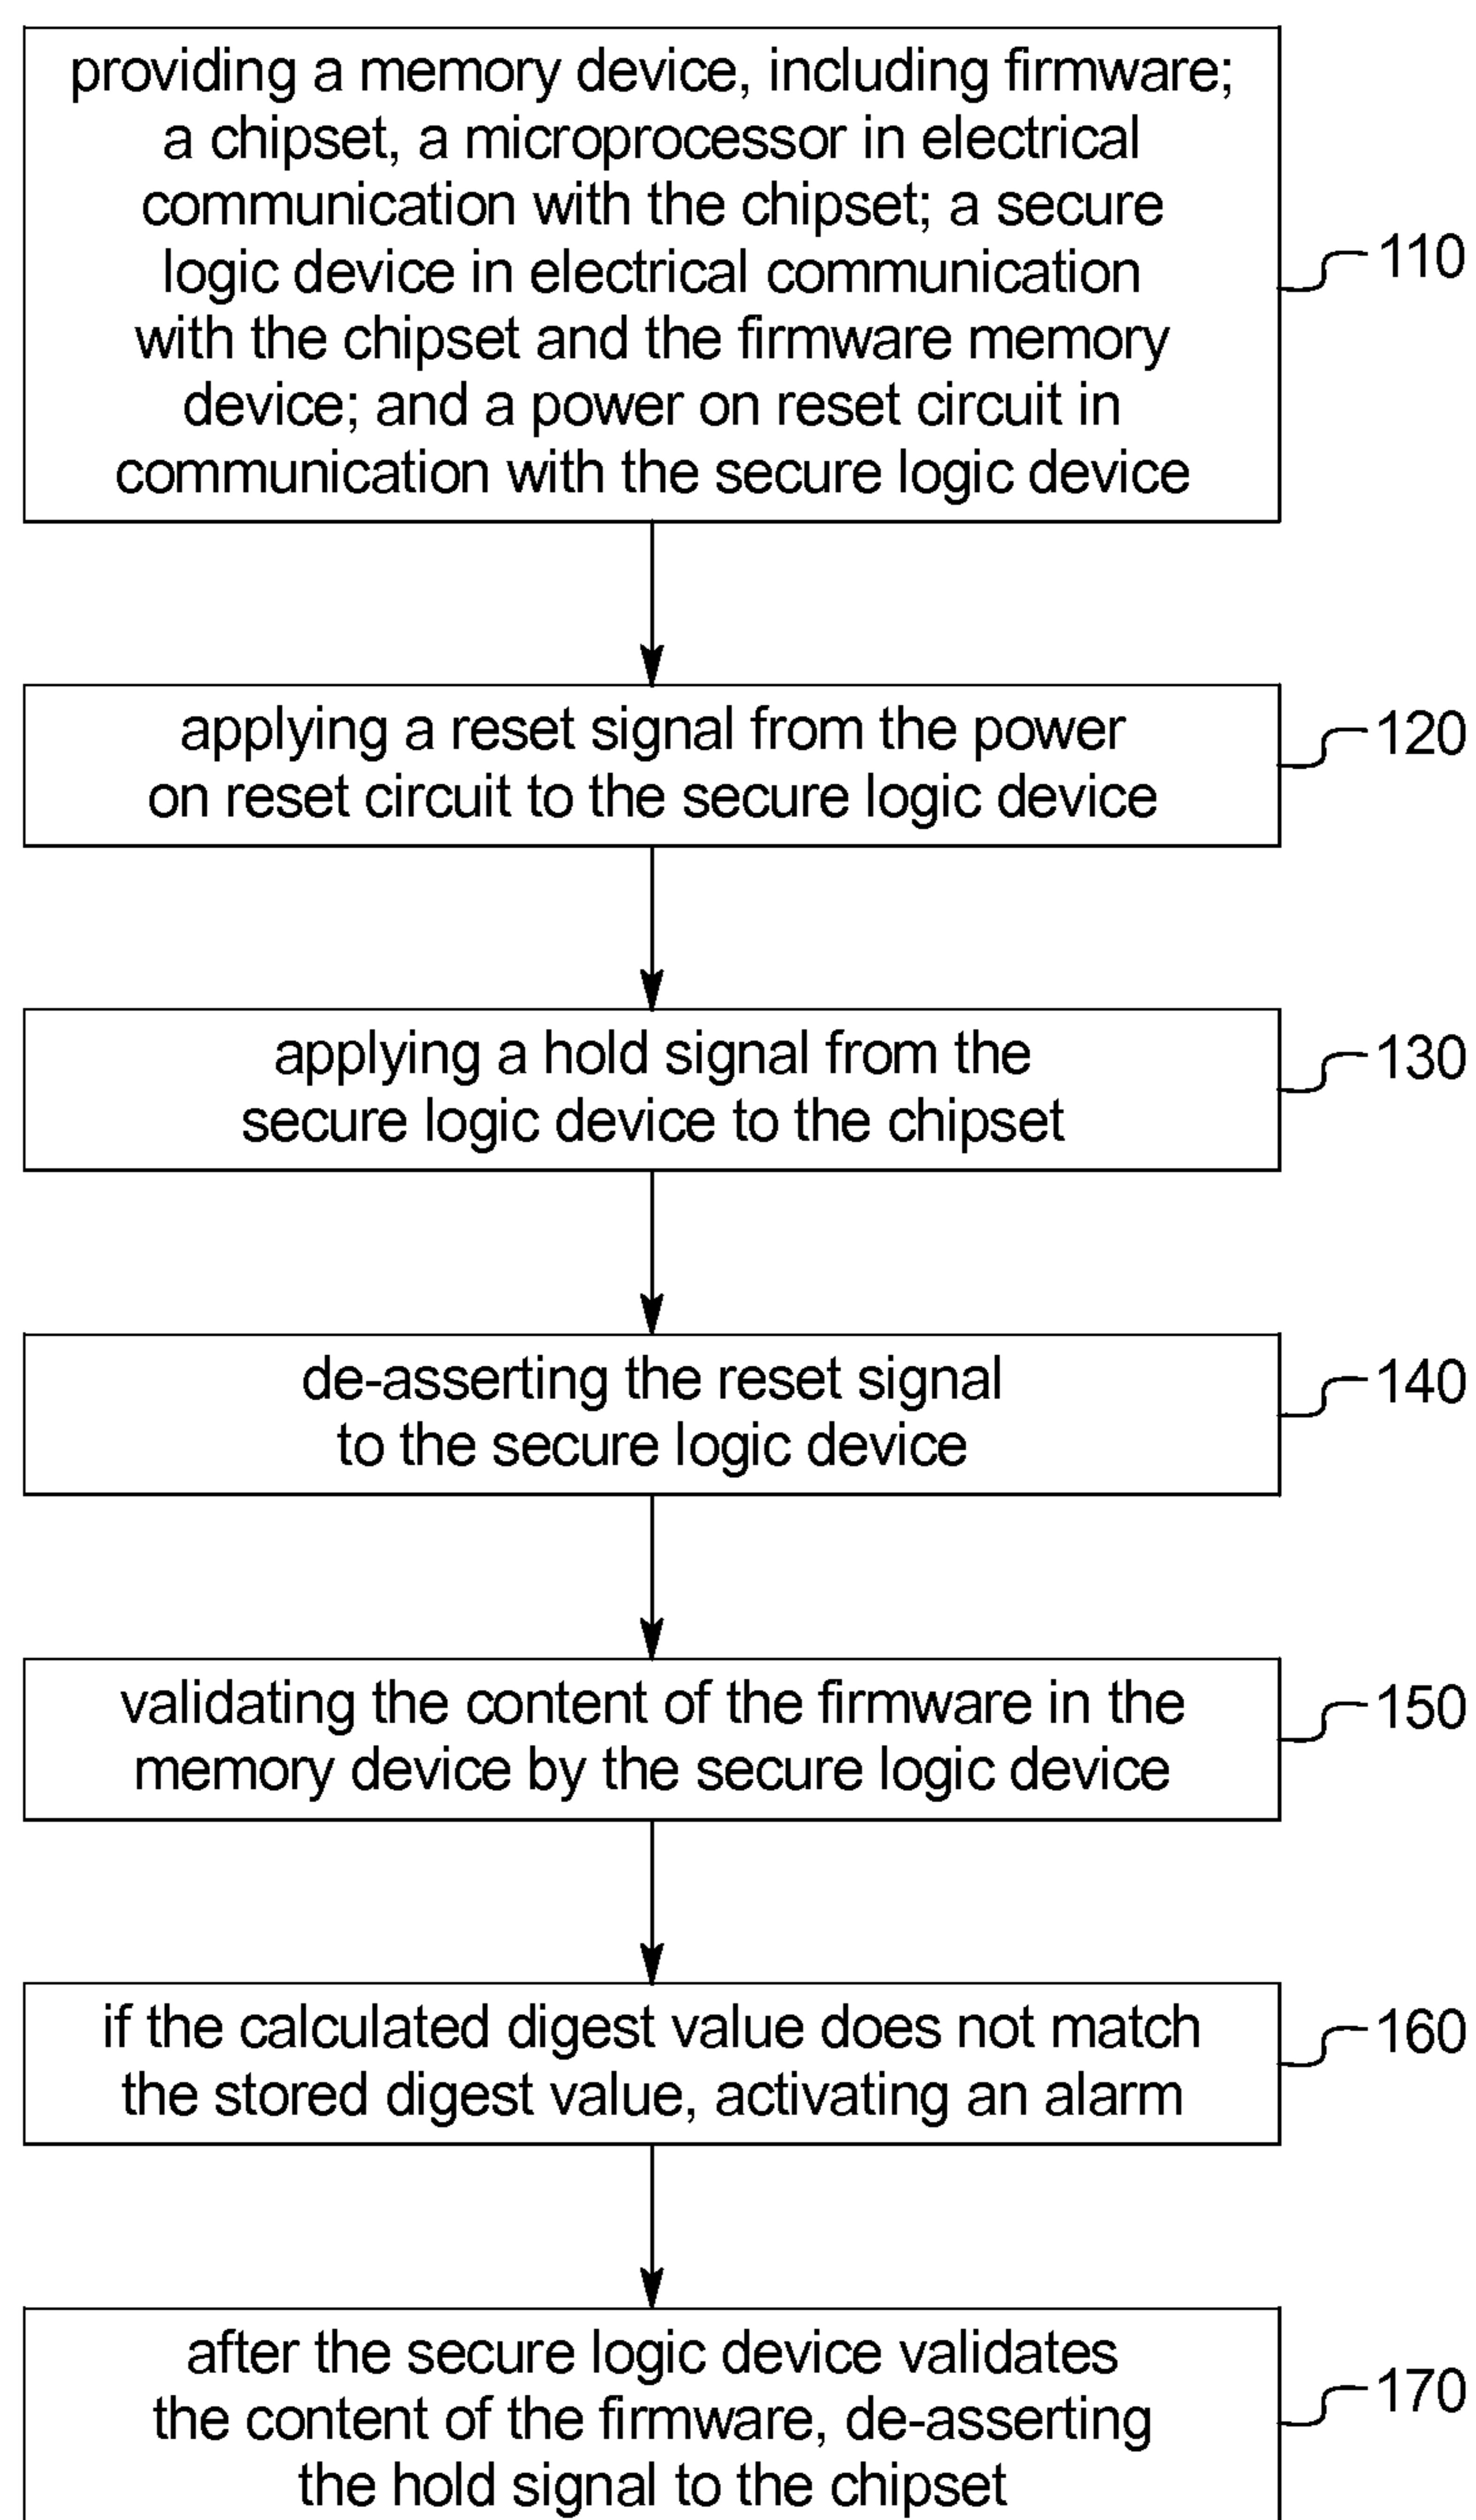 providing a memory device, including firmware;
a chipset, a microprocessor in electrical
communication with the chipset; a secure
logic device in electrical communication
with the chipset and the firmware memory
device; and a power on reset circuit in
communication with the secure logic device
110
applying a reset signal from the power
on reset circuit to the secure logic device
120
applying a hold signal from the
secure logic device to the chipset
130
de-asserting the reset signal
to the secure logic device
140
validating the content of the firmware in the
memory device by the secure logic device
150
if the calculated digest value does not match
the stored digest value, activating an alarm
160
after the secure logic device validates
the content of the firmware, de-asserting
the hold signal to the chipset
170